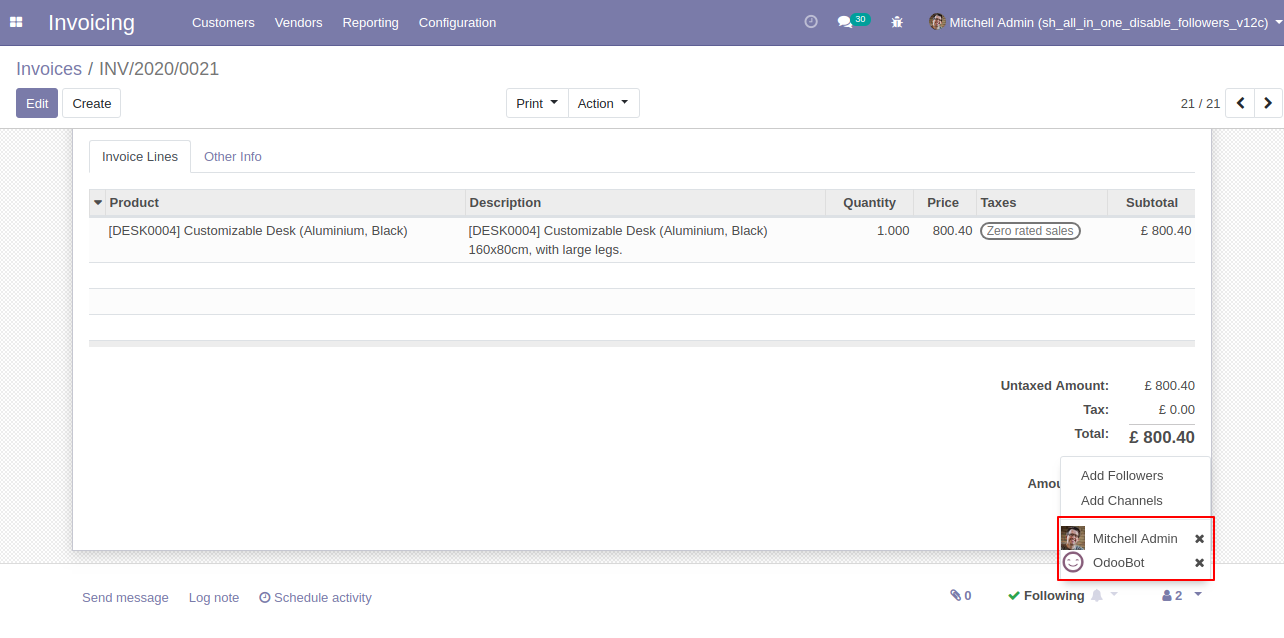 Invoicing Customers Vendors Reporting Configuration 30 Mitchell Admin (sh_all_in_one_disable_followers_v12c)
Invoices / INV/2020/0021
Edit Create Print Action 21 / 21
Invoice Lines Other Info
Product Description Quantity Price Taxes Subtotal
[DESK0004] Customizable Desk (Aluminium, Black) [DESK0004] Customizable Desk (Aluminium, Black) 1.000 800.40 Zero rated sales £ 800.40
160x80cm, with large legs.
Untaxed Amount: £ 800.40
Tax: £ 0.00
Total: £ 800.40
Add Followers
Amou
Add Channels
Mitchell Admin
OdooBot
Send message Log note Schedule activity 0 Following 2